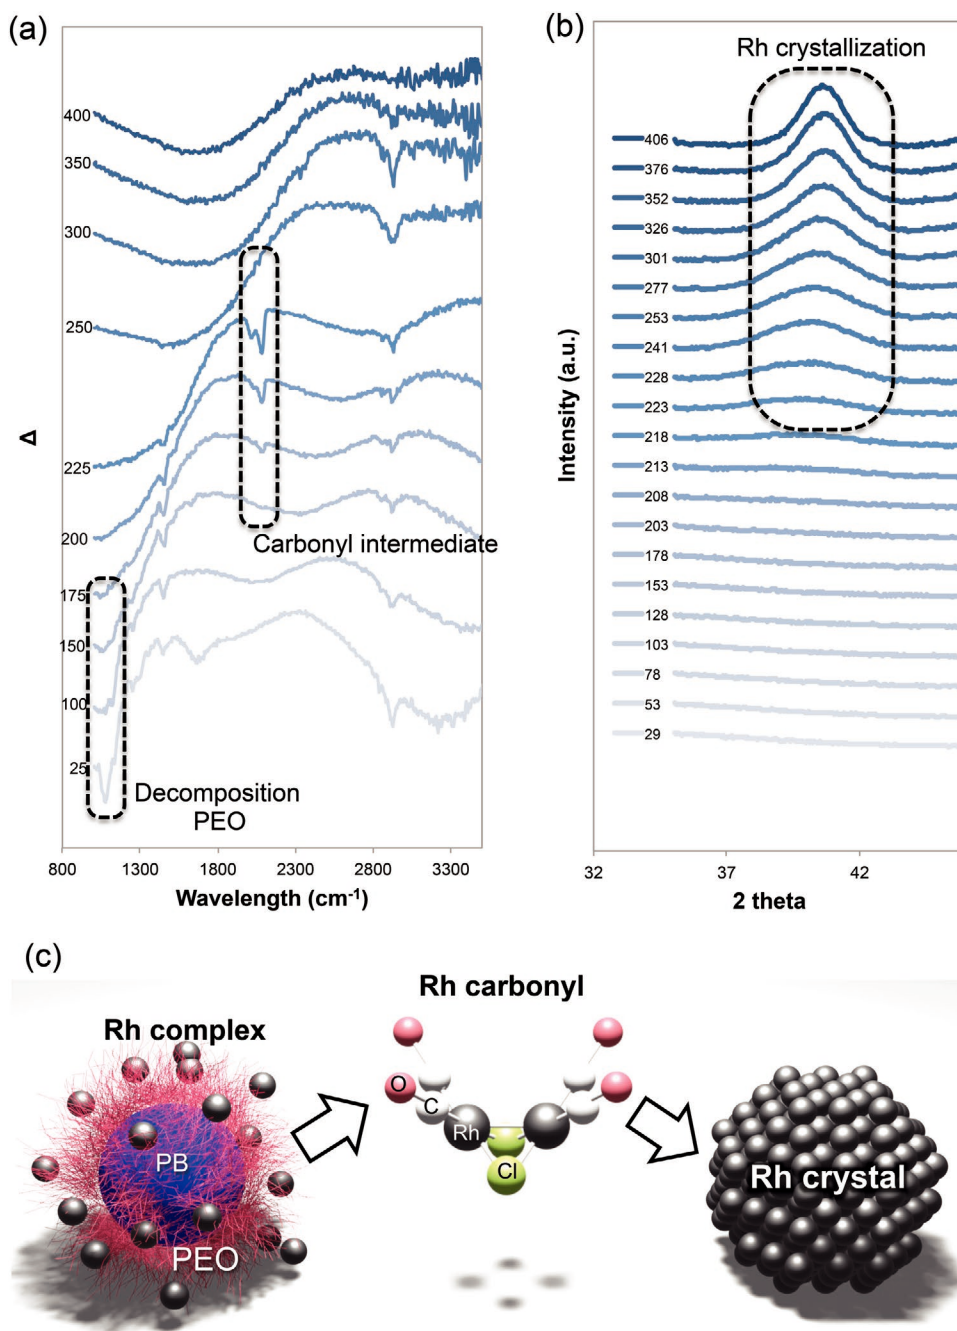 (a)
400
350
300
250
225
200
175
150
100
25
Δ
Carbonyl intermediate
Decomposition
PEO
800 1300 1800 2300 2800 3300
Wavelength (cm⁻¹)
(b)
Rh crystallization
406
376
352
326
301
277
253
241
228
223
218
213
208
203
178
153
128
103
78
53
29
Intensity (a.u.)
32 37 42
2 theta
(c)
Rh complex
PB
PEO
Rh carbonyl
O
C
Rh
Cl
Rh crystal